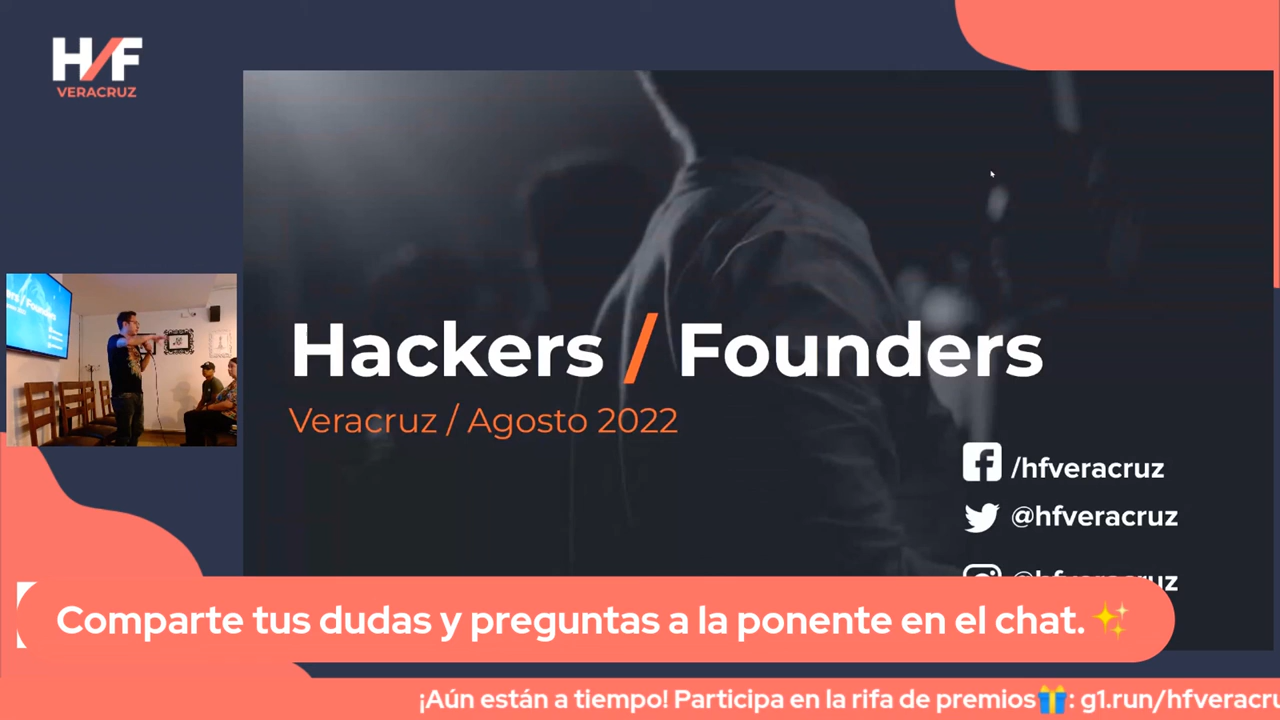 H/F
VERACRUZ
Hackers / Founders
Veracruz / Agosto 2022
/hfveracruz
@hfveracruz
@hfveracruz
Comparte tus dudas y preguntas a la ponente en el chat.✨
¡Aún están a tiempo! Participa en la rifa de premios🎁: g1.run/hfveracru